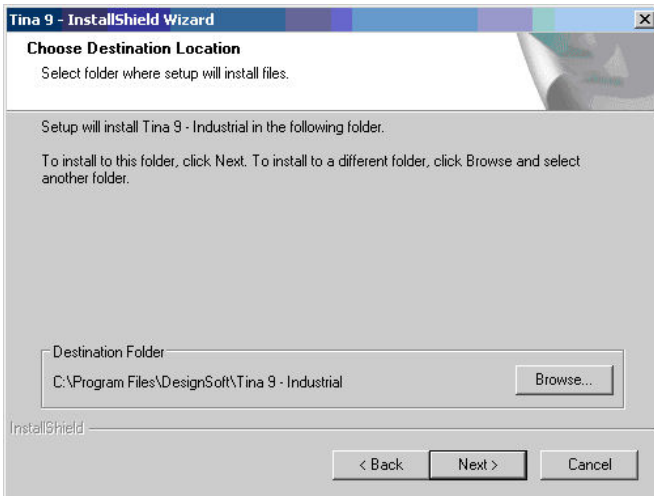 Tina 9 - InstallShield Wizard
Choose Destination Location
Select folder where setup will install files.
Setup will install Tina 9 - Industrial in the following folder.
To install to this folder, click Next. To install to a different folder, click Browse and select
another folder.
Destination Folder
C:\Program Files\DesignSoft\Tina 9 - Industrial
Browse...
InstallShield
< Back
Next >
Cancel